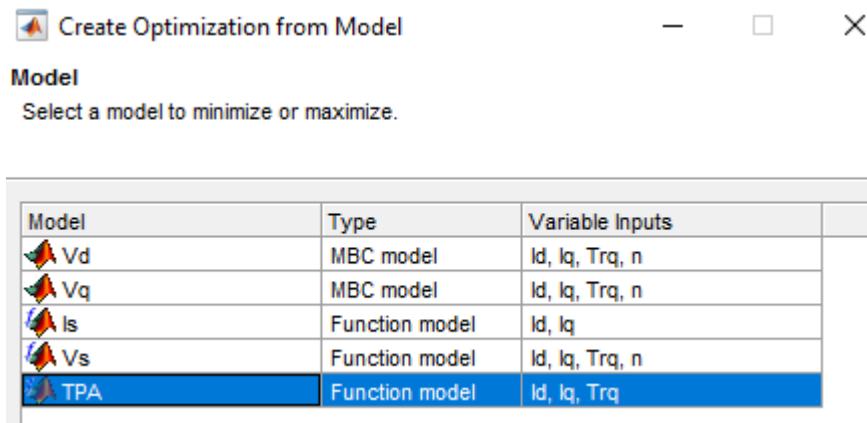 Create Optimization from Model
Model
Select a model to minimize or maximize.
Model Type Variable Inputs
Vd MBC model Id, Iq, Trq, n
Vq MBC model Id, Iq, Trq, n
Is Function model Id, Iq
Vs Function model Id, Iq, Trq, n
TPA Function model Id, Iq, Trq